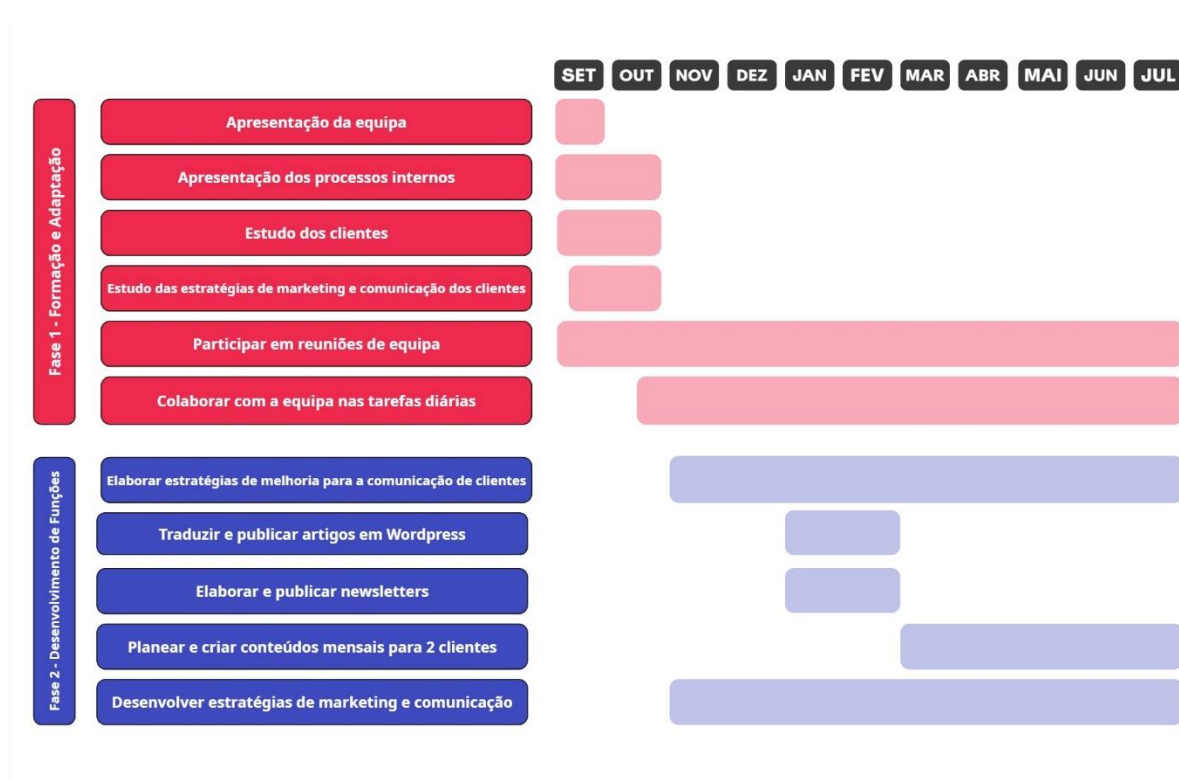 SET OUT NOV DEZ JAN FEV MAR ABR MAI JUN JUL
Fase 1 - Formação e Adaptação
Apresentação da equipa
Apresentação dos processos internos
Estudo dos clientes
Estudo das estratégias de marketing e comunicação dos clientes
Participar em reuniões de equipa
Colaborar com a equipa nas tarefas diárias
Fase 2 - Desenvolvimento de Funções
Elaborar estratégias de melhoria para a comunicação de clientes
Traduzir e publicar artigos em Wordpress
Elaborar e publicar newsletters
Planear e criar conteúdos mensais para 2 clientes
Desenvolver estratégias de marketing e comunicação